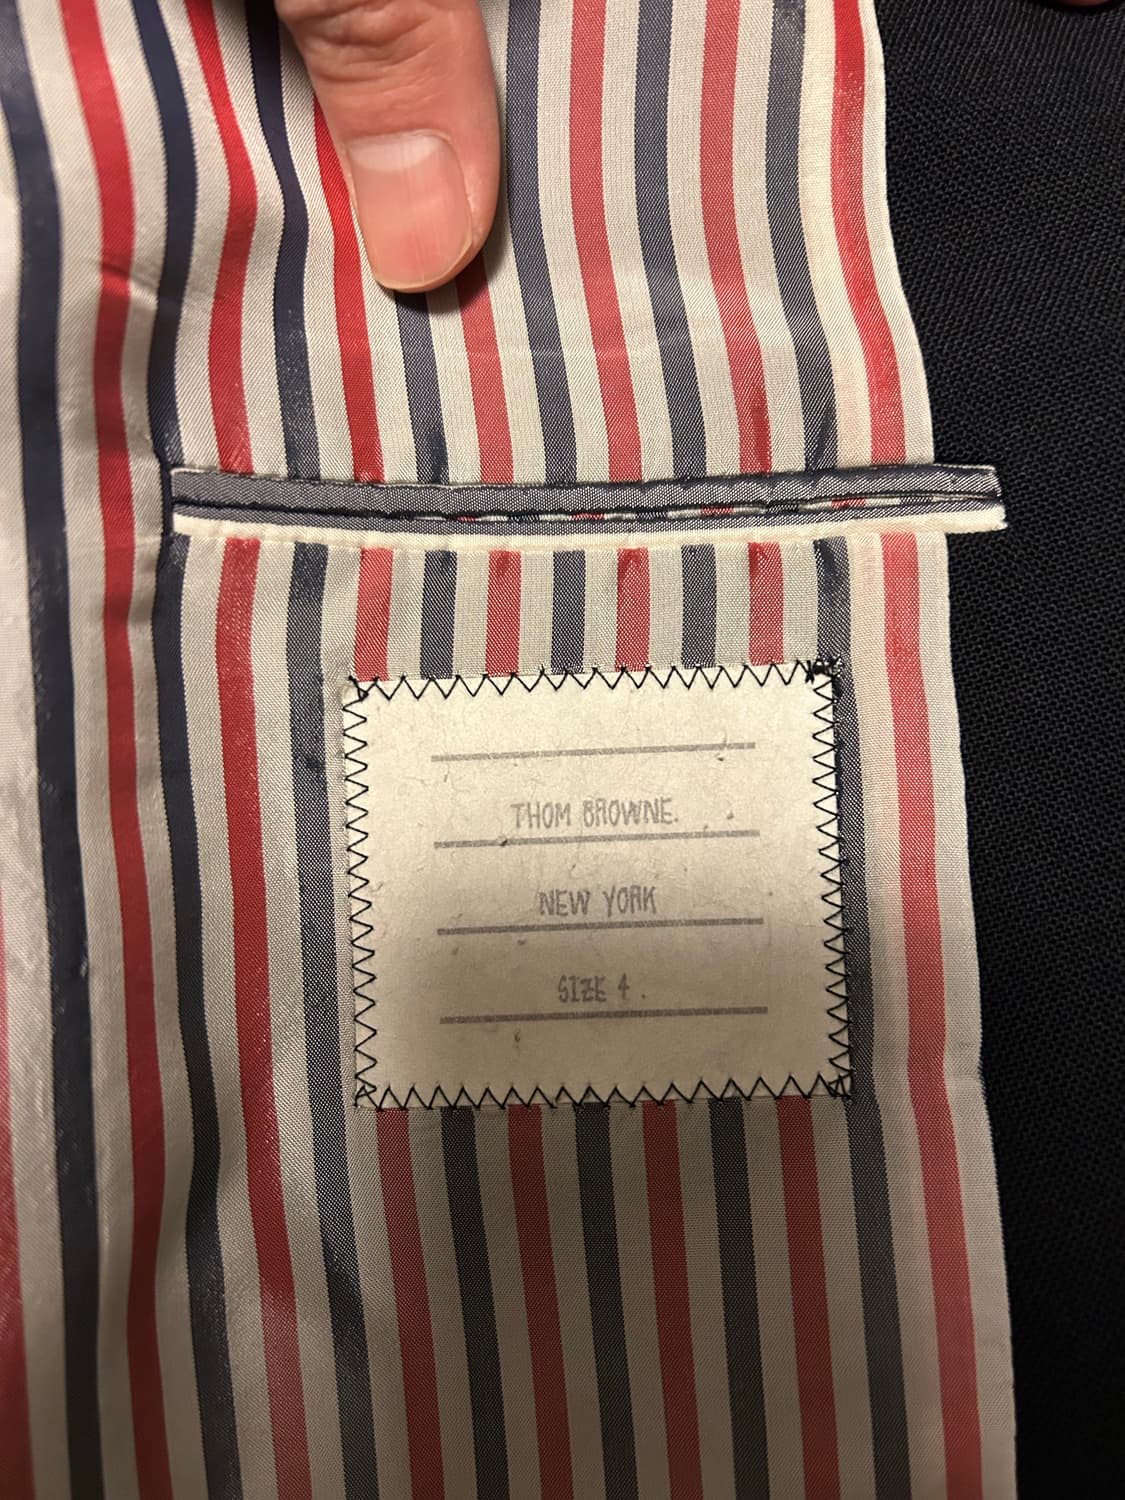 THOM BROWNE.
NEW YORK
SIZE 4.